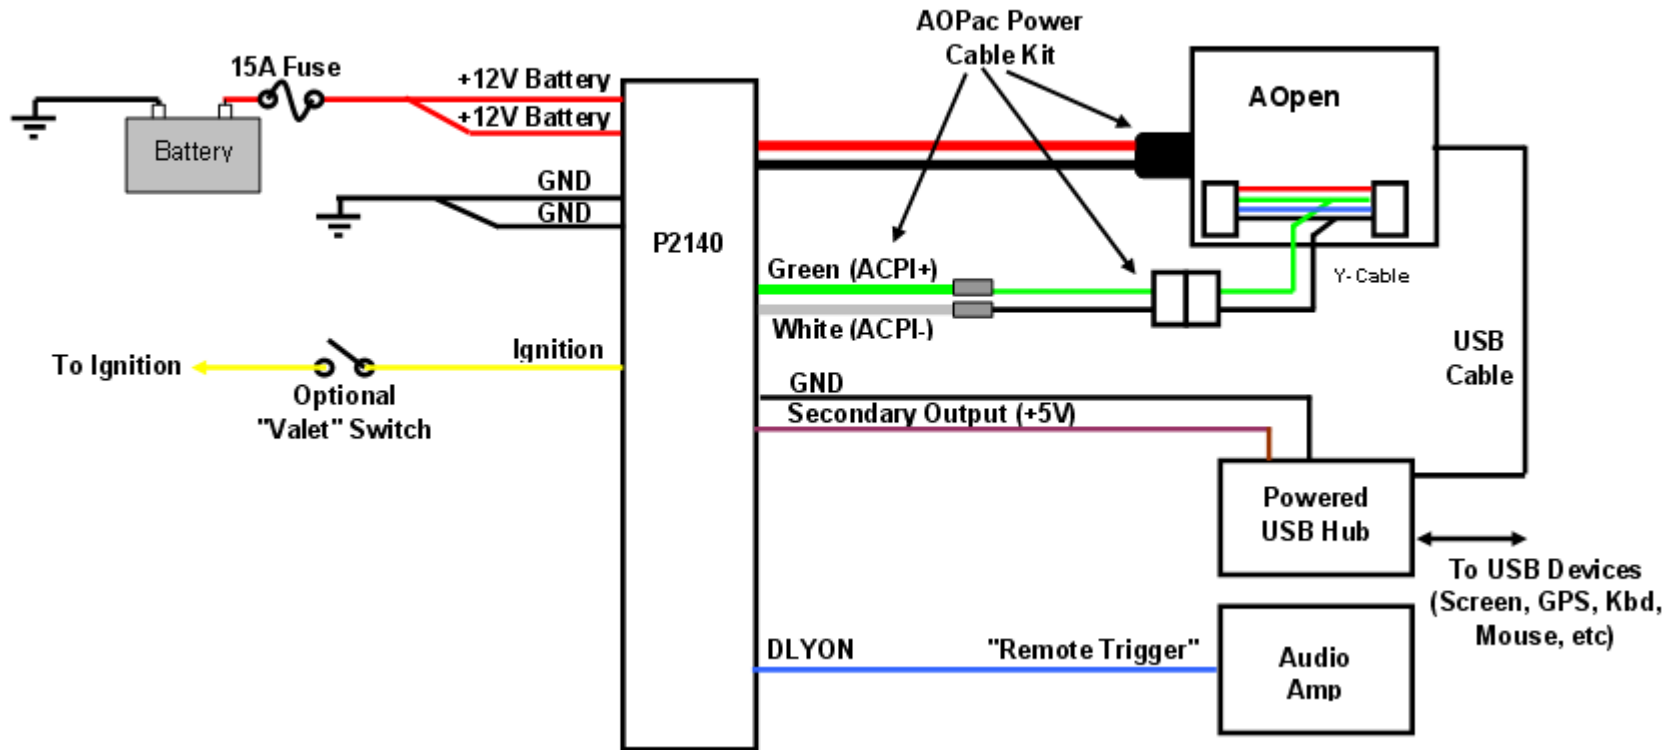 AOPac Power
Cable Kit
15A Fuse
+12V Battery
+12V Battery
AOpen
Battery
GND
GND
P2140
Green (ACPI+)
White (ACPI-)
Y-Cable
To Ignition
Ignition
Optional
"Valet" Switch
USB
Cable
GND
Secondary Output (+5V)
Powered
USB Hub
To USB Devices
(Screen, GPS, Kbd,
Mouse, etc)
DLYON
"Remote Trigger"
Audio
Amp